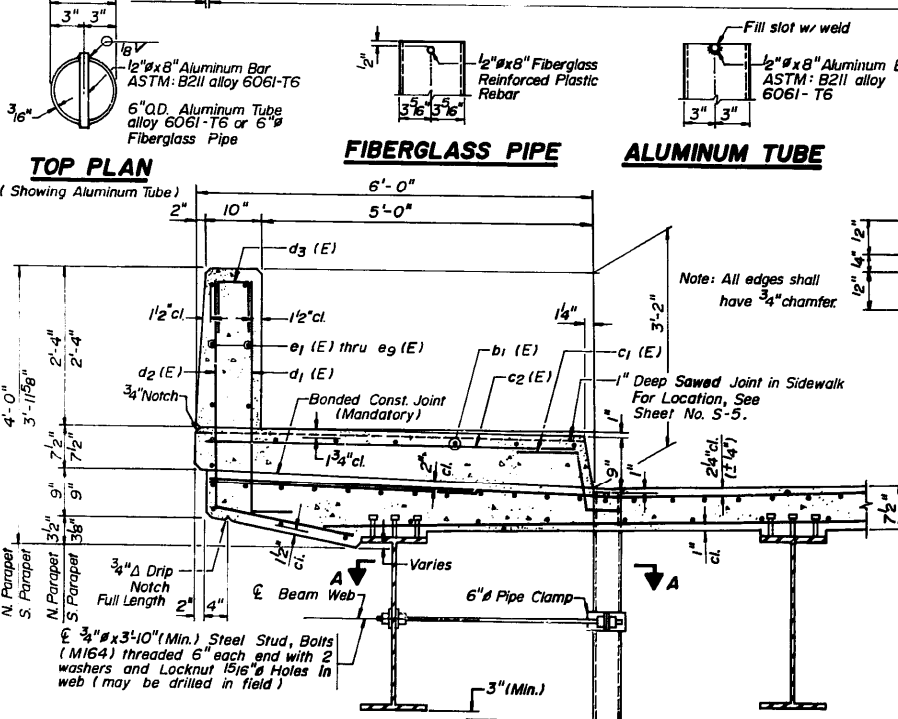 3" 3"
1/8 V
1/2"øx8" Aluminum Bar
ASTM: B211 alloy 6061-T6
3/16"
6" O.D. Aluminum Tube
alloy 6061-T6 or 6"ø
Fiberglass Pipe
TOP PLAN
( Showing Aluminum Tube )
1/2"
1/2"øx8" Fiberglass
Reinforced Plastic
Rebar
3 5/16" 3 5/16"
FIBERGLASS PIPE
Fill slot w/ weld
1/2"øx8" Aluminum B
ASTM: B211 alloy
6061-T6
3" 3"
ALUMINUM TUBE
6'-0"
2" 10" 5'-0"
d3 (E)
1 1/2"cl. 1 1/2"cl.
1 1/4"
3'-2"
Note: All edges shall
have 3/4" chamfer.
1/2" 1/4" 1/2"
e1 (E) thru e9 (E)
b1 (E)
c1 (E)
c2 (E)
d2 (E) d1 (E)
3/4" Notch
Bonded Const. Joint
(Mandatory)
1" Deep Sawed Joint in Sidewalk
For Location, See
Sheet No. S-5.
4'-0"
3'-11 5/8"
2'-4" 2'-4"
7 1/2" 7 1/2"
9" 9"
3 1/2" 3 1/8"
1 3/4"cl.
2" cl.
1"
9"
1"
2 1/4"cl.
(± 1/4")
7 1/2"
1 1/2" cl.
1" cl.
N. Parapet
S. Parapet
N. Parapet
S. Parapet
3/4" Δ Drip
Notch
Full Length
2" 4"
Varies
A A
℄ Beam Web
6"ø Pipe Clamp
℄ 3/4"ø x 3'-10" (Min.) Steel Stud, Bolts
(M164) threaded 6" each end with 2
washers and Locknut 15/16"ø Holes in
web ( may be drilled in field )
3" (Min.)